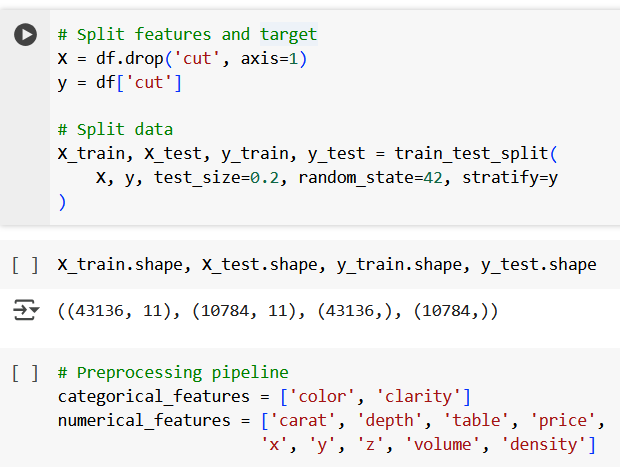 # Split features and target
X = df.drop('cut', axis=1)
y = df['cut']
# Split data
X_train, X_test, y_train, y_test = train_test_split(
X, y, test_size=0.2, random_state=42, stratify=y
)
[ ] X_train.shape, X_test.shape, y_train.shape, y_test.shape
((43136, 11), (10784, 11), (43136,), (10784,))
[ ] # Preprocessing pipeline
categorical_features = ['color', 'clarity']
numerical_features = ['carat', 'depth', 'table', 'price',
'x', 'y', 'z', 'volume', 'density']